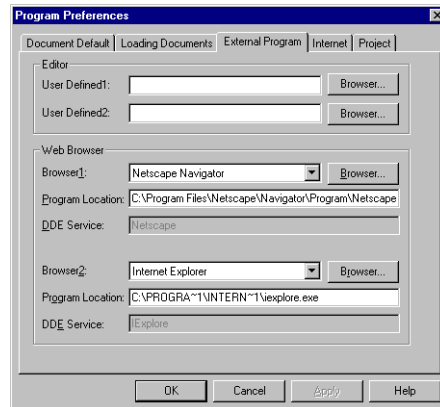 Program Preferences
Document Default Loading Documents External Program Internet Project
Editor
User Defined1: Browser...
User Defined2: Browser...
Web Browser
Browser1: Netscape Navigator Browser...
Program Location: C:\Program Files\Netscape\Navigator\Program\Netscape
DDE Service: Netscape
Browser2: Internet Explorer Browser...
Program Location: C:\PROGRA~1\INTERN~1\iexplore.exe
DDE Service: IExplore
OK Cancel Apply Help